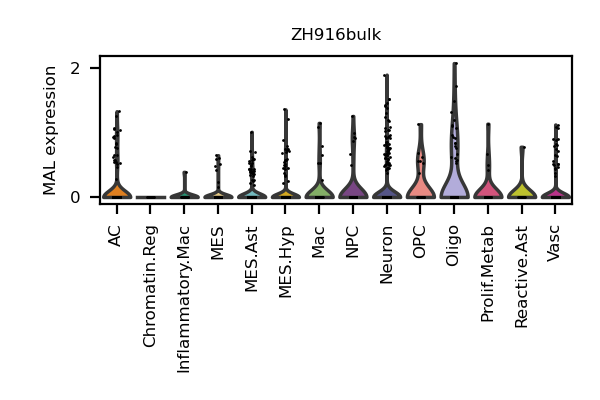 ZH916bulk
MAL expression
2
0
AC
Chromatin.Reg
Inflammatory.Mac
MES
MES.Ast
MES.Hyp
Mac
NPC
Neuron
OPC
Oligo
Prolif.Metab
Reactive.Ast
Vasc